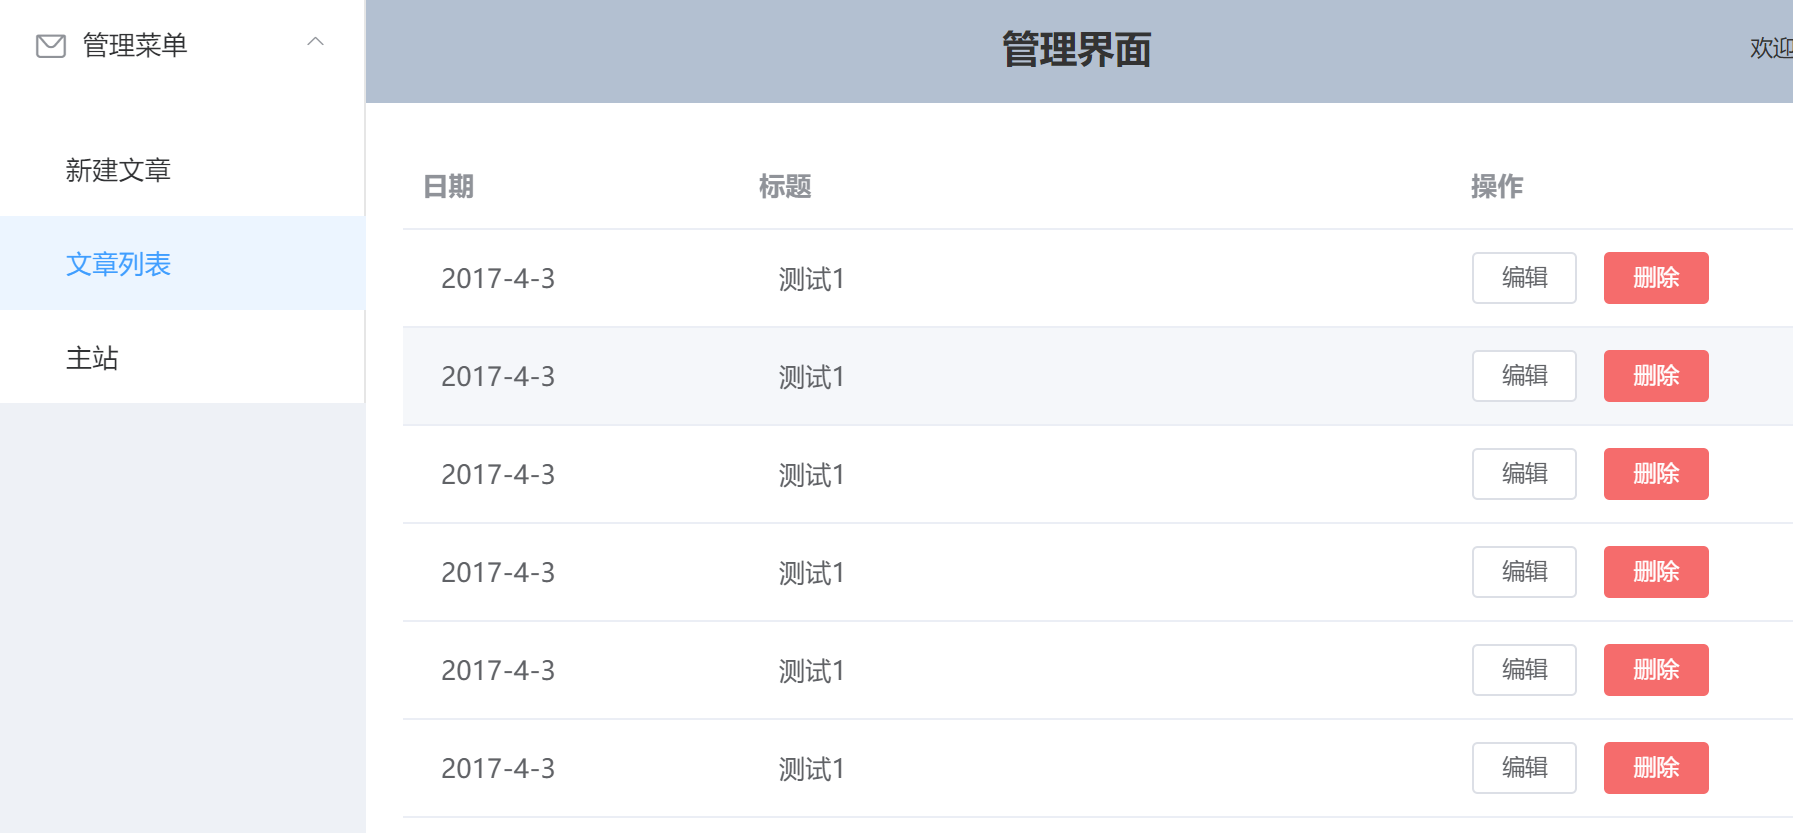 管理菜单
新建文章
文章列表
主站
管理界面
欢迎
日期 标题 操作
2017-4-3 测试1 编辑 删除
2017-4-3 测试1 编辑 删除
2017-4-3 测试1 编辑 删除
2017-4-3 测试1 编辑 删除
2017-4-3 测试1 编辑 删除
2017-4-3 测试1 编辑 删除